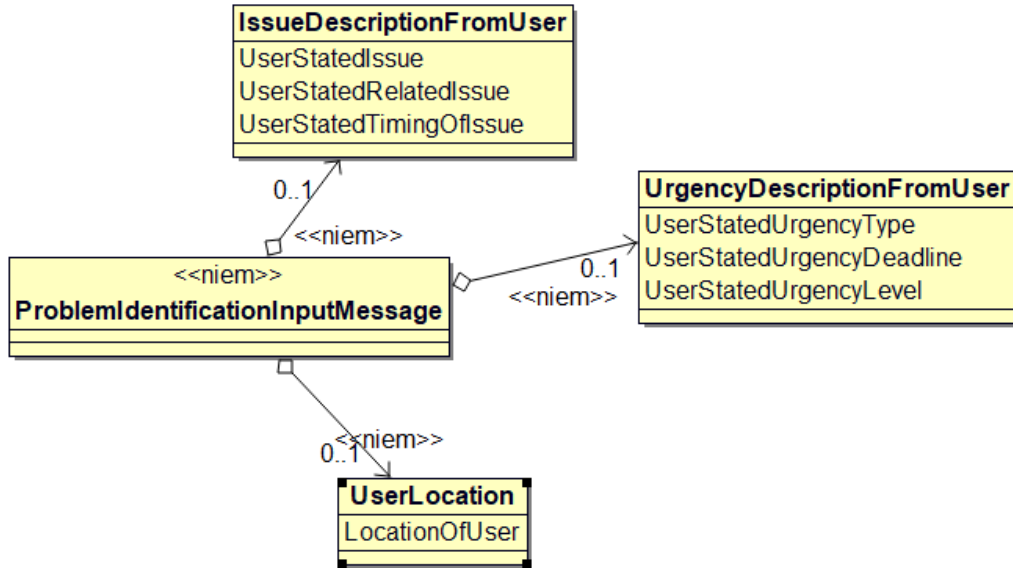 IssueDescriptionFromUser
UserStatedIssue
UserStatedRelatedIssue
UserStatedTimingOfIssue
0..1
<<niem>>
UrgencyDescriptionFromUser
UserStatedUrgencyType
UserStatedUrgencyDeadline
UserStatedUrgencyLevel
0..1
<<niem>>
<<niem>>
ProblemIdentificationInputMessage
<<niem>>
0..1
UserLocation
LocationOfUser